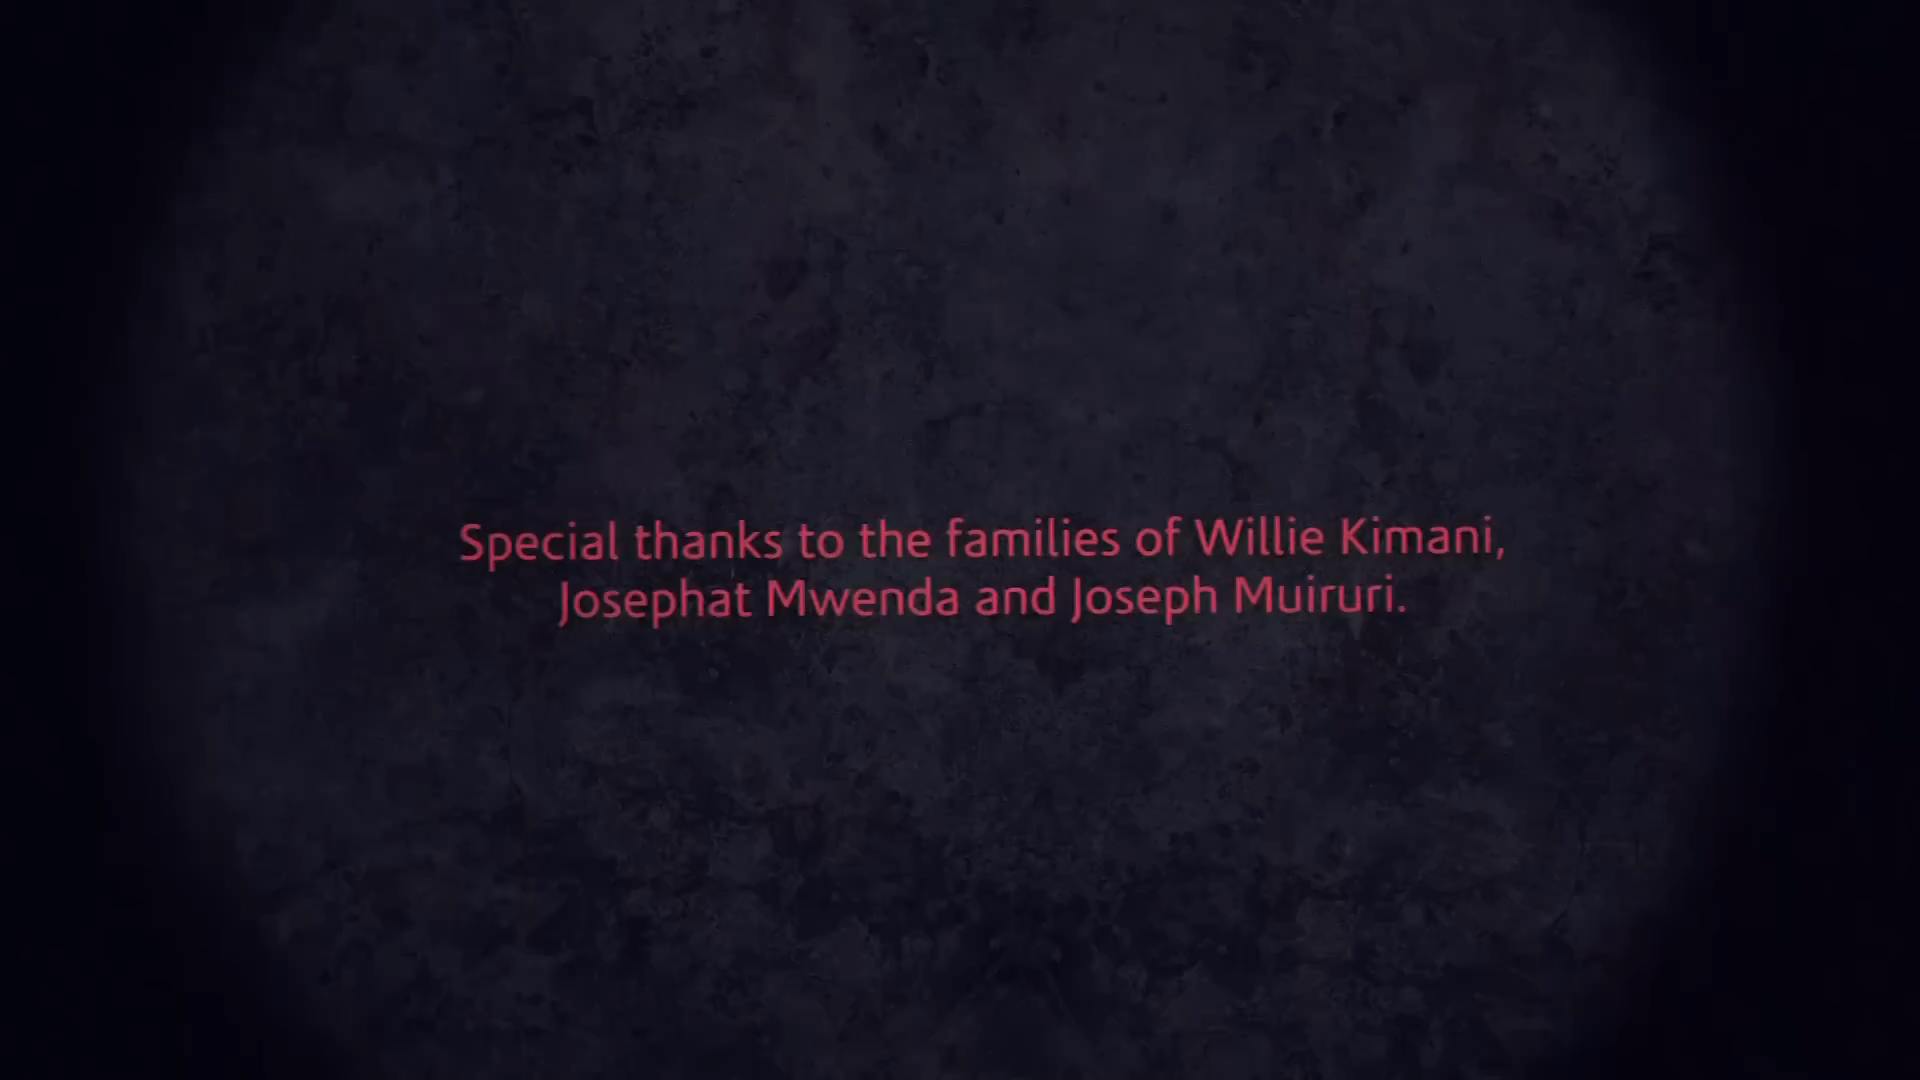 Special thanks to the families of Willie Kimani,
Josephat Mwenda and Joseph Muiruri.